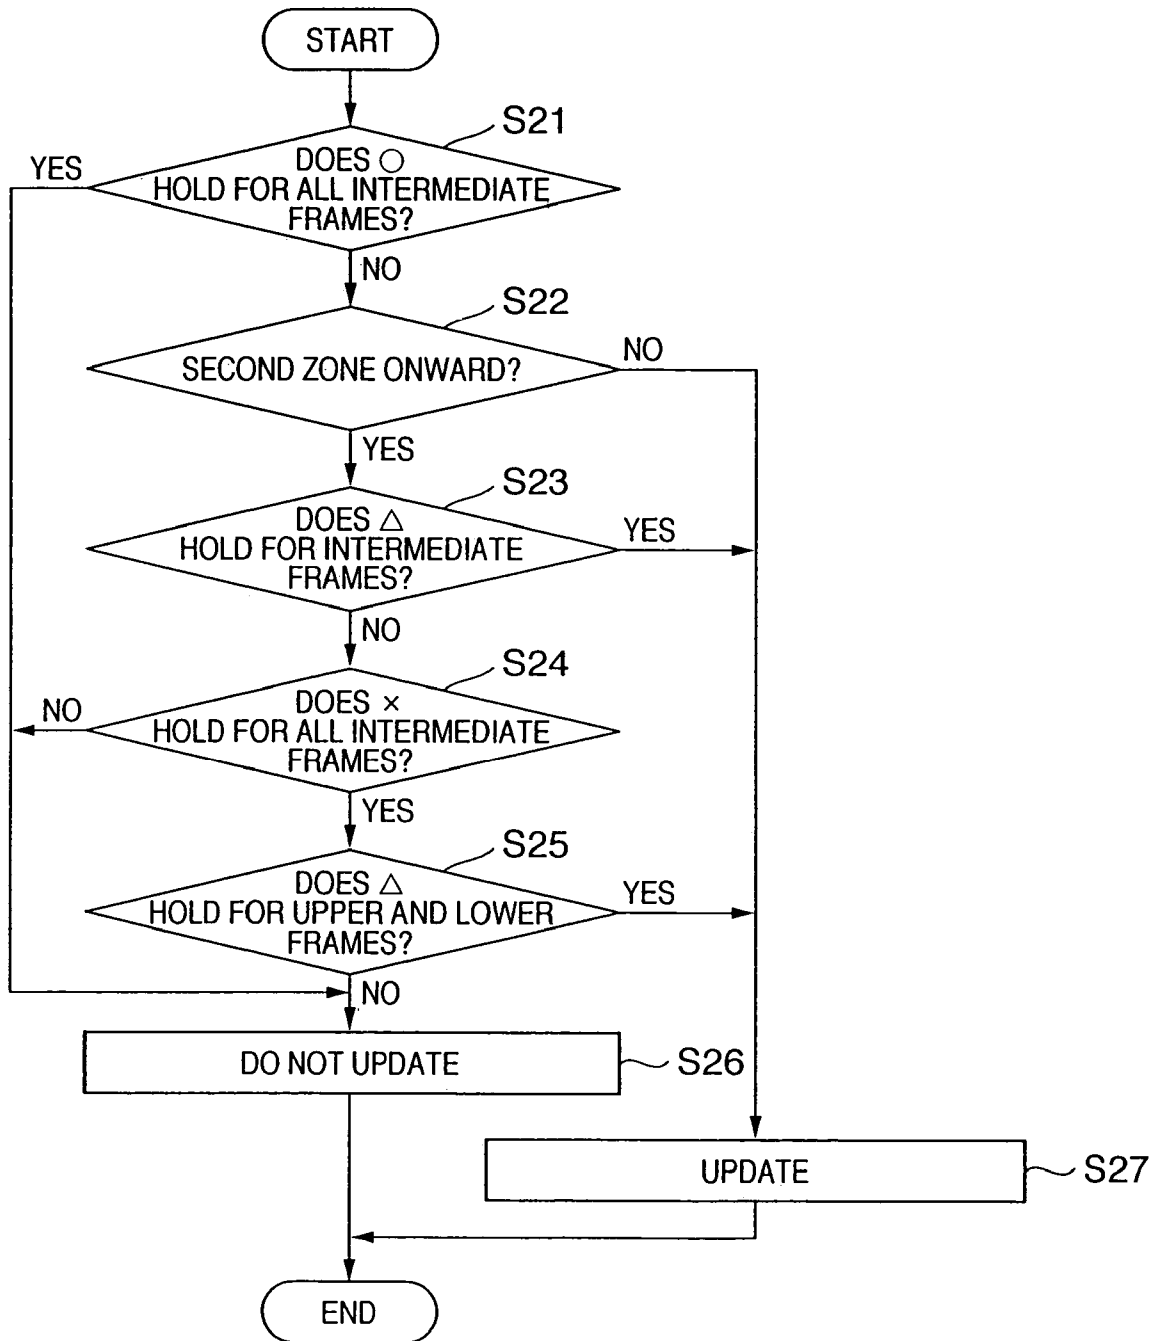 START
S21
YES
DOES ○
HOLD FOR ALL INTERMEDIATE
FRAMES?
NO
S22
SECOND ZONE ONWARD?
NO
YES
S23
DOES △
HOLD FOR INTERMEDIATE
FRAMES?
YES
NO
S24
NO
DOES ×
HOLD FOR ALL INTERMEDIATE
FRAMES?
YES
S25
DOES △
HOLD FOR UPPER AND LOWER
FRAMES?
YES
NO
DO NOT UPDATE
S26
UPDATE
S27
END